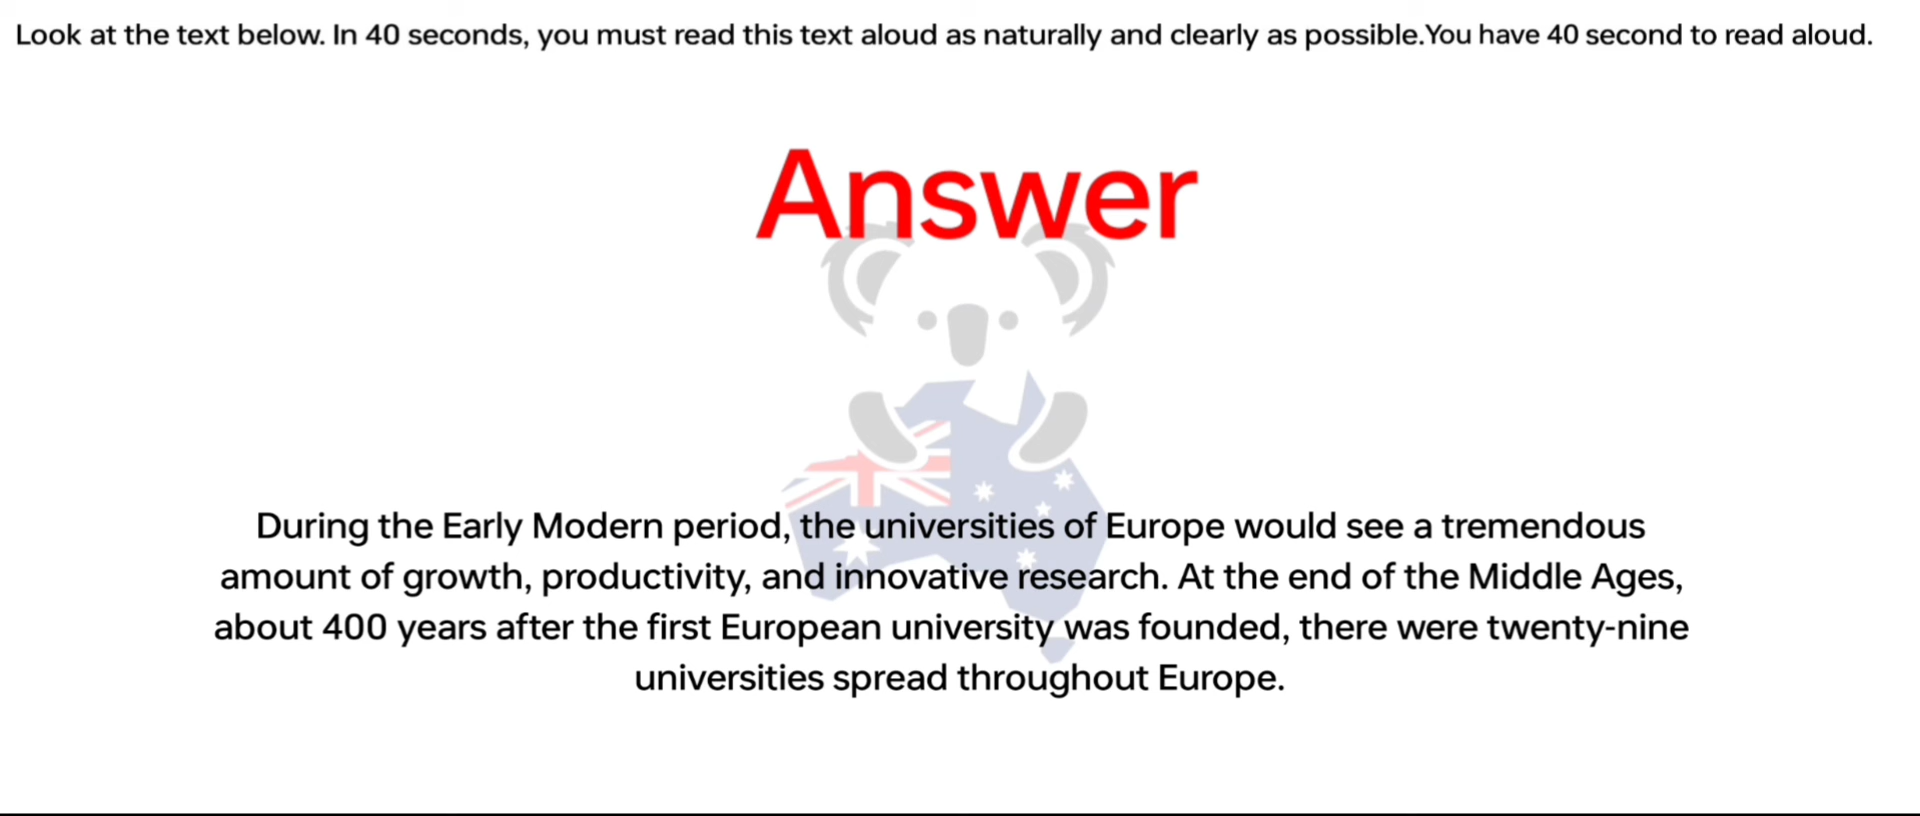 Look at the text below. In 40 seconds, you must read this text aloud as naturally and clearly as possible.You have 40 second to read aloud.
Answer
During the Early Modern period, the universities of Europe would see a tremendous
amount of growth, productivity, and innovative research. At the end of the Middle Ages,
about 400 years after the first European university was founded, there were twenty-nine
universities spread throughout Europe.